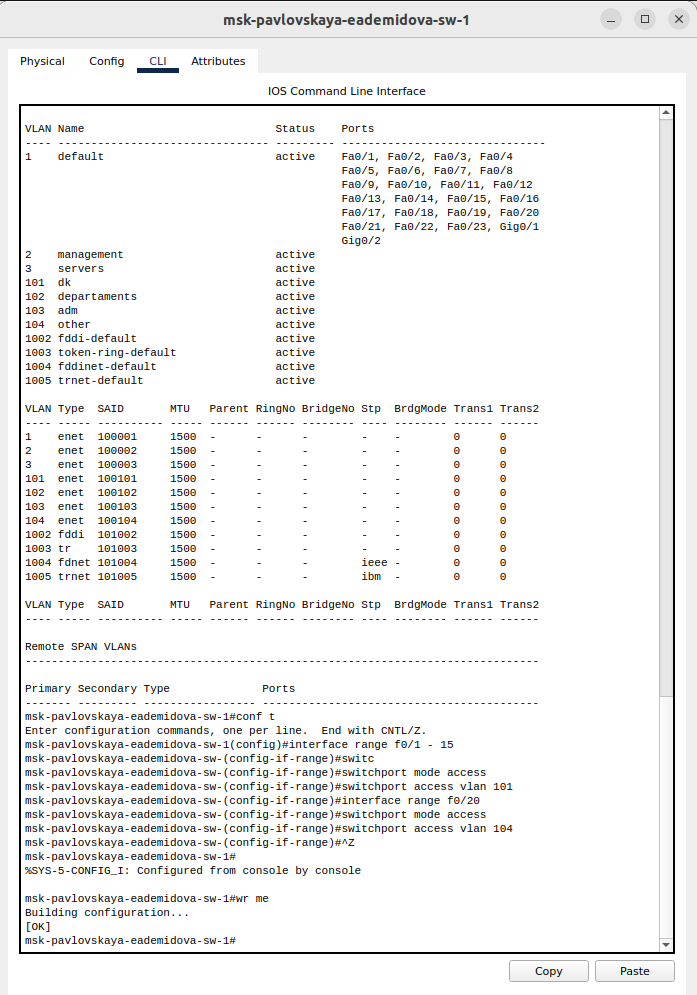 msk-pavlovskaya-eademidova-sw-1
Physical Config CLI Attributes
IOS Command Line Interface
VLAN Name                             Status    Ports
---- -------------------------------- --------- -------------------------------
1    default                          active    Fa0/1, Fa0/2, Fa0/3, Fa0/4
                                                Fa0/5, Fa0/6, Fa0/7, Fa0/8
                                                Fa0/9, Fa0/10, Fa0/11, Fa0/12
                                                Fa0/13, Fa0/14, Fa0/15, Fa0/16
                                                Fa0/17, Fa0/18, Fa0/19, Fa0/20
                                                Fa0/21, Fa0/22, Fa0/23, Gig0/1
                                                Gig0/2
2    management                       active
3    servers                          active
101  dk                               active
102  departaments                     active
103  adm                              active
104  other                            active
1002 fddi-default                     active
1003 token-ring-default               active
1004 fddinet-default                  active
1005 trnet-default                    active
VLAN Type  SAID       MTU   Parent RingNo BridgeNo Stp  BrdgMode Trans1 Trans2
---- ----- ---------- ----- ------ ------ -------- ---- -------- ------ ------
1    enet  100001     1500  -      -      -        -    -        0      0
2    enet  100002     1500  -      -      -        -    -        0      0
3    enet  100003     1500  -      -      -        -    -        0      0
101  enet  100101     1500  -      -      -        -    -        0      0
102  enet  100102     1500  -      -      -        -    -        0      0
103  enet  100103     1500  -      -      -        -    -        0      0
104  enet  100104     1500  -      -      -        -    -        0      0
1002 fddi  101002     1500  -      -      -        -    -        0      0
1003 tr    101003     1500  -      -      -        -    -        0      0
1004 fdnet 101004     1500  -      -      -        ieee -        0      0
1005 trnet 101005     1500  -      -      -        ibm  -        0      0
VLAN Type  SAID       MTU   Parent RingNo BridgeNo Stp  BrdgMode Trans1 Trans2
---- ----- ---------- ----- ------ ------ -------- ---- -------- ------ ------
Remote SPAN VLANs
------------------------------------------------------------------------------
Primary Secondary Type              Ports
------- --------- ----------------- ------------------------------------------
msk-pavlovskaya-eademidova-sw-1#conf t
Enter configuration commands, one per line.  End with CNTL/Z.
msk-pavlovskaya-eademidova-sw-1(config)#interface range f0/1 - 15
msk-pavlovskaya-eademidova-sw-(config-if-range)#switc
msk-pavlovskaya-eademidova-sw-(config-if-range)#switchport mode access
msk-pavlovskaya-eademidova-sw-(config-if-range)#switchport access vlan 101
msk-pavlovskaya-eademidova-sw-(config-if-range)#interface range f0/20
msk-pavlovskaya-eademidova-sw-(config-if-range)#switchport mode access
msk-pavlovskaya-eademidova-sw-(config-if-range)#switchport access vlan 104
msk-pavlovskaya-eademidova-sw-(config-if-range)#^Z
msk-pavlovskaya-eademidova-sw-1#
%SYS-5-CONFIG_I: Configured from console by console
msk-pavlovskaya-eademidova-sw-1#wr me
Building configuration...
[OK]
msk-pavlovskaya-eademidova-sw-1#
Copy Paste